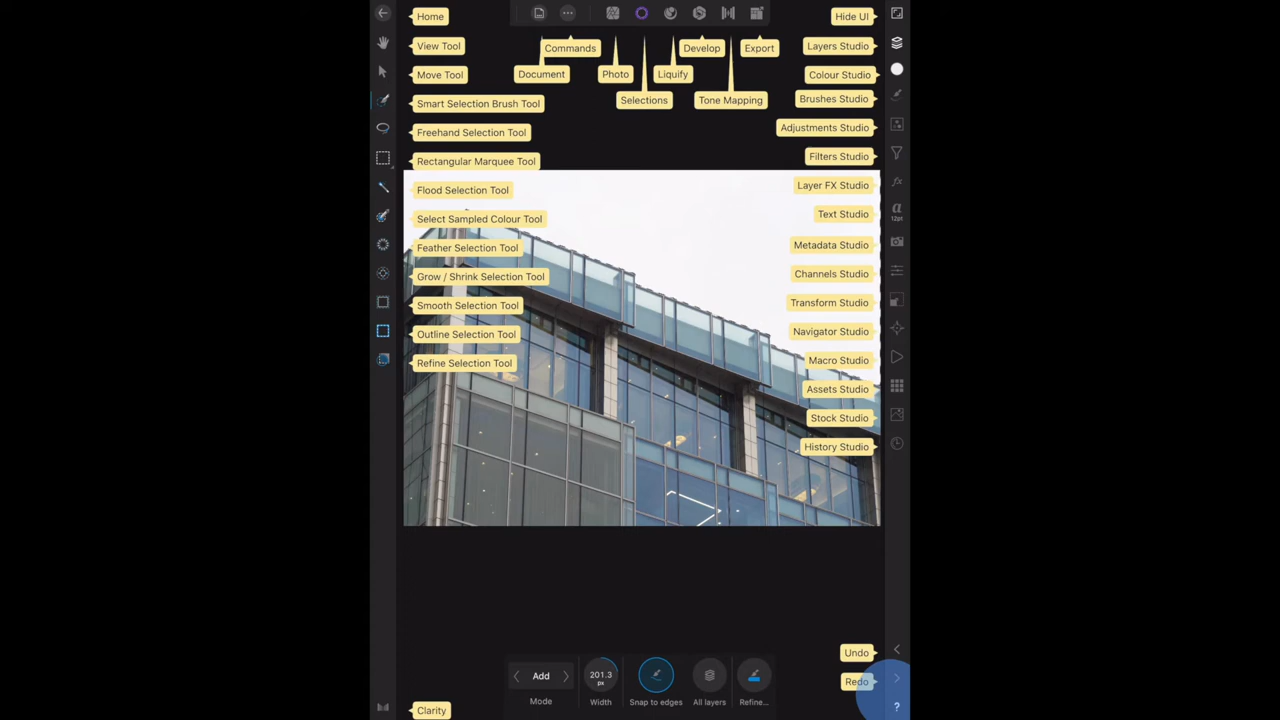 Home
Hide UI
View Tool
Commands
Develop
Export
Layers Studio
Move Tool
Document
Photo
Liquify
Colour Studio
Smart Selection Brush Tool
Selections
Tone Mapping
Brushes Studio
Freehand Selection Tool
Adjustments Studio
Rectangular Marquee Tool
Filters Studio
Flood Selection Tool
Layer FX Studio
fx
Select Sampled Colour Tool
Text Studio
a
12pt
Feather Selection Tool
Metadata Studio
Grow / Shrink Selection Tool
Channels Studio
Smooth Selection Tool
Transform Studio
Outline Selection Tool
Navigator Studio
Refine Selection Tool
Macro Studio
Assets Studio
Stock Studio
History Studio
Undo
Add
201.3
px
Redo
Mode
Width
Snap to edges
All layers
Refine...
Clarity
?